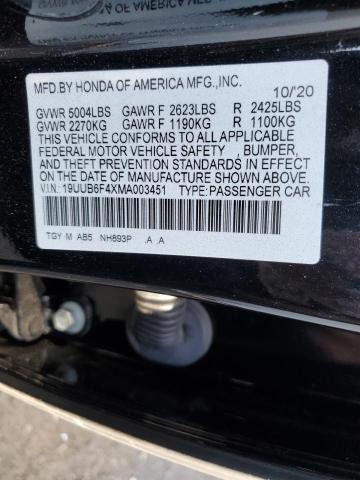 MFD.BY HONDA OF AMERICA MFG.,INC.
10/'20
GVWR 5004LBS GAWR F 2623LBS R 2425LBS
GVWR 2270KG GAWR F 1190KG R 1100KG
THIS VEHICLE CONFORMS TO ALL APPLICABLE
FEDERAL MOTOR VEHICLE SAFETY , BUMPER,
AND THEFT PREVENTION STANDARDS IN EFFECT
ON THE DATE OF MANUFACTURE SHOWN ABOVE.
V.I.N: 19UUB6F4XMA003451 TYPE:PASSENGER CAR
TGY M AB5 NH893P .A .A